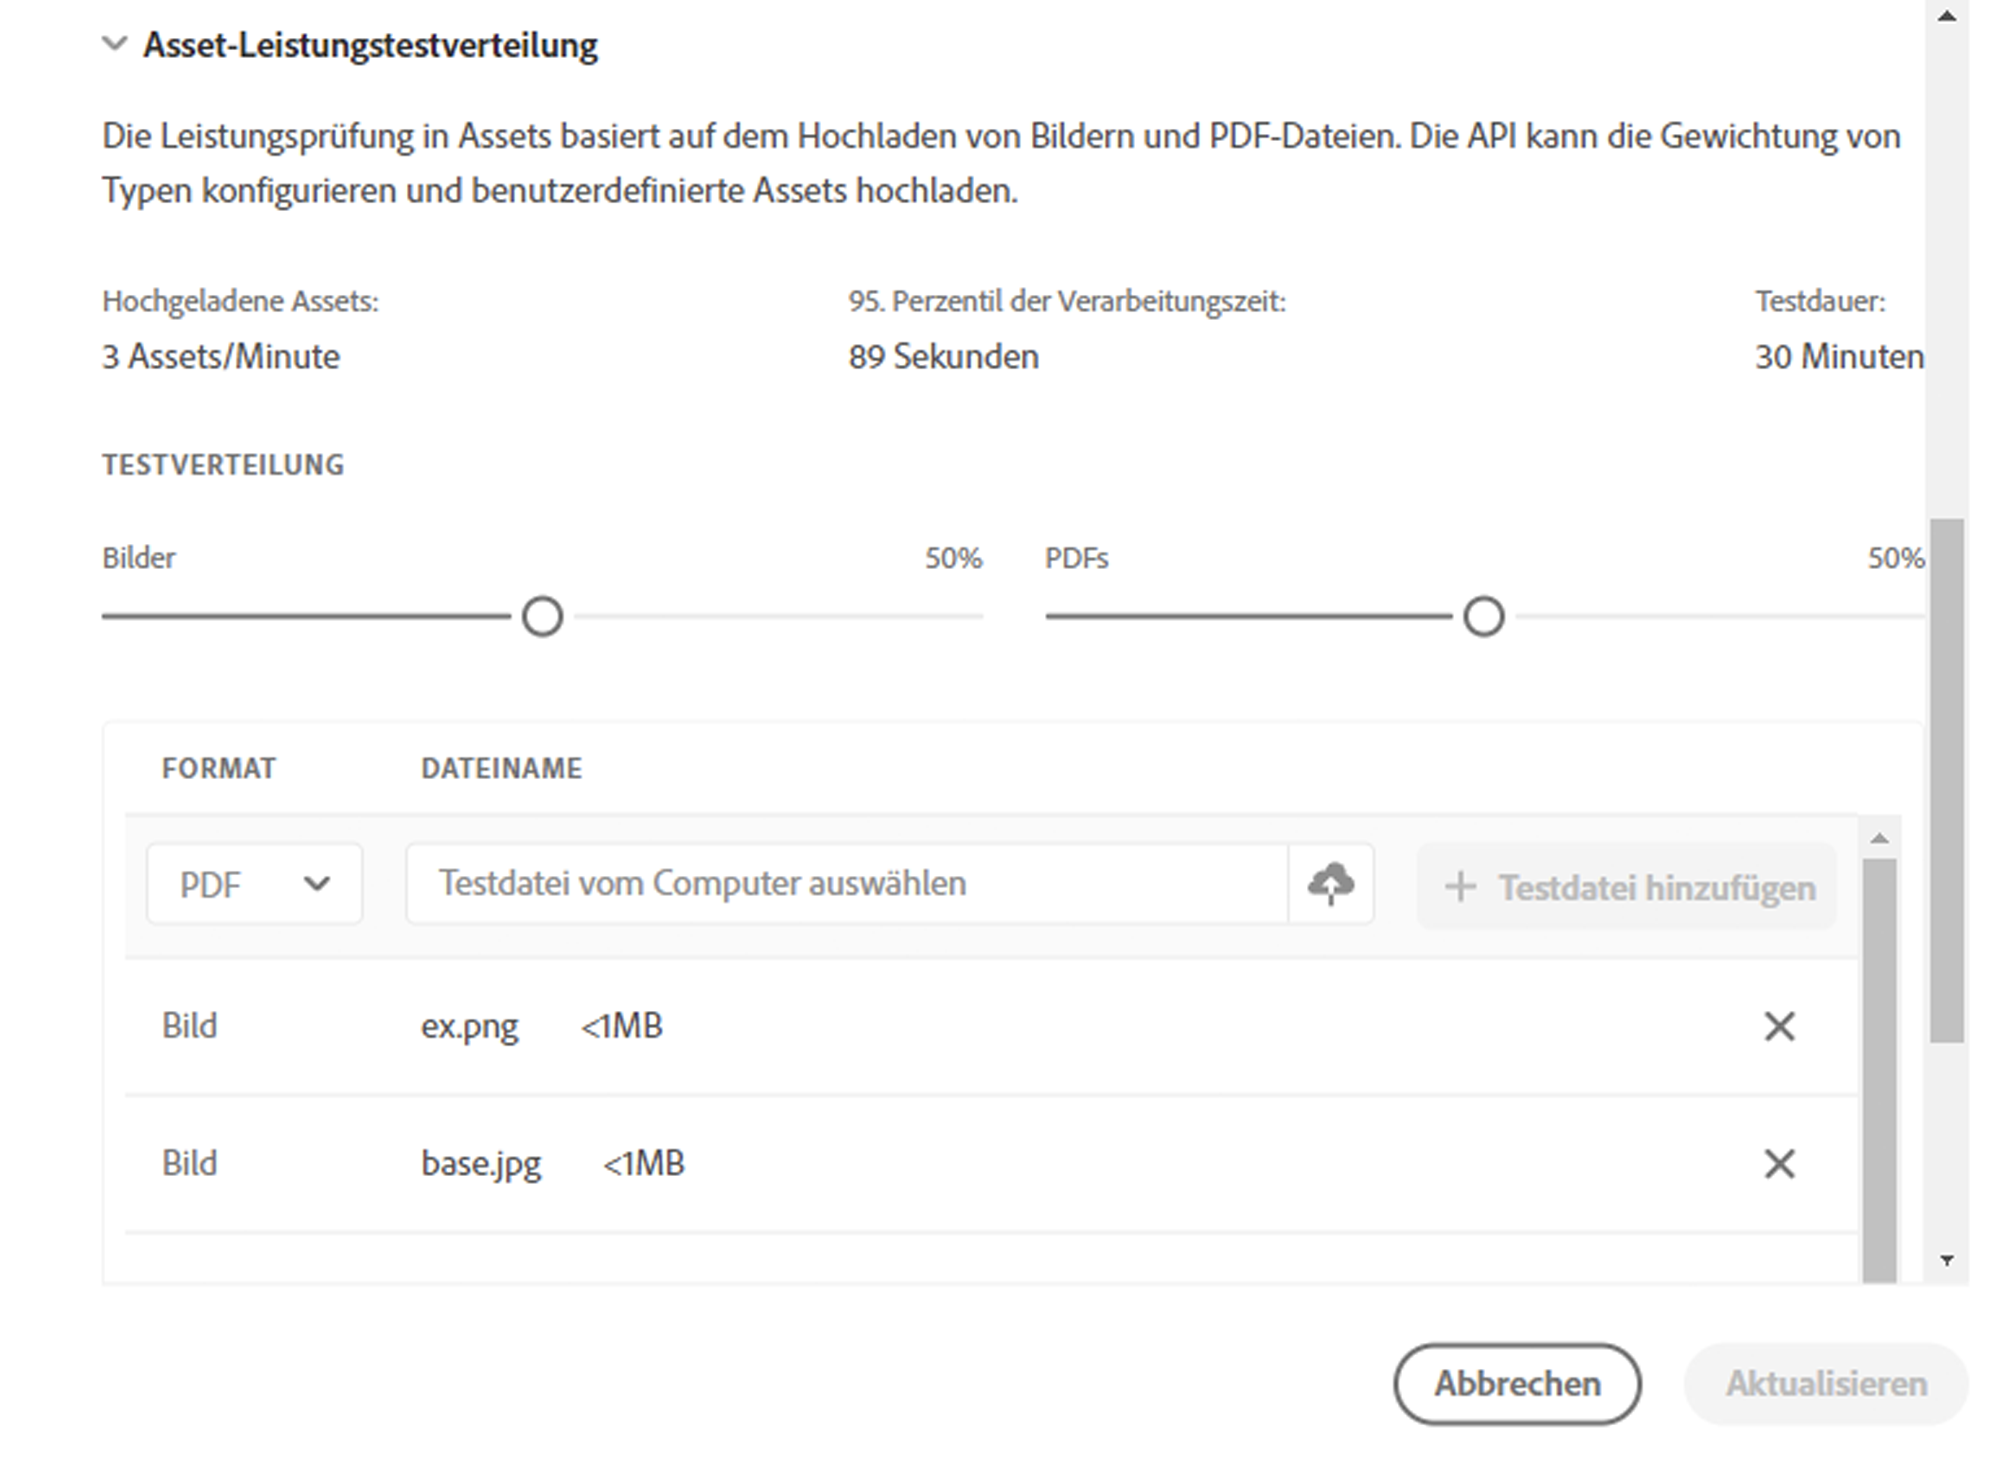 Asset-Leistungstestverteilung
Die Leistungsprüfung in Assets basiert auf dem Hochladen von Bildern und PDF-Dateien. Die API kann die Gewichtung von
Typen konfigurieren und benutzerdefinierte Assets hochladen.
Hochgeladene Assets: 95. Perzentil der Verarbeitungszeit: Testdauer:
3 Assets/Minute 89 Sekunden 30 Minuten
TESTVERTEILUNG
Bilder 50% PDFs 50%
FORMAT DATEINAME
PDF Testdatei vom Computer auswählen + Testdatei hinzufügen
Bild ex.png <1MB
Bild base.jpg <1MB
Abbrechen Aktualisieren